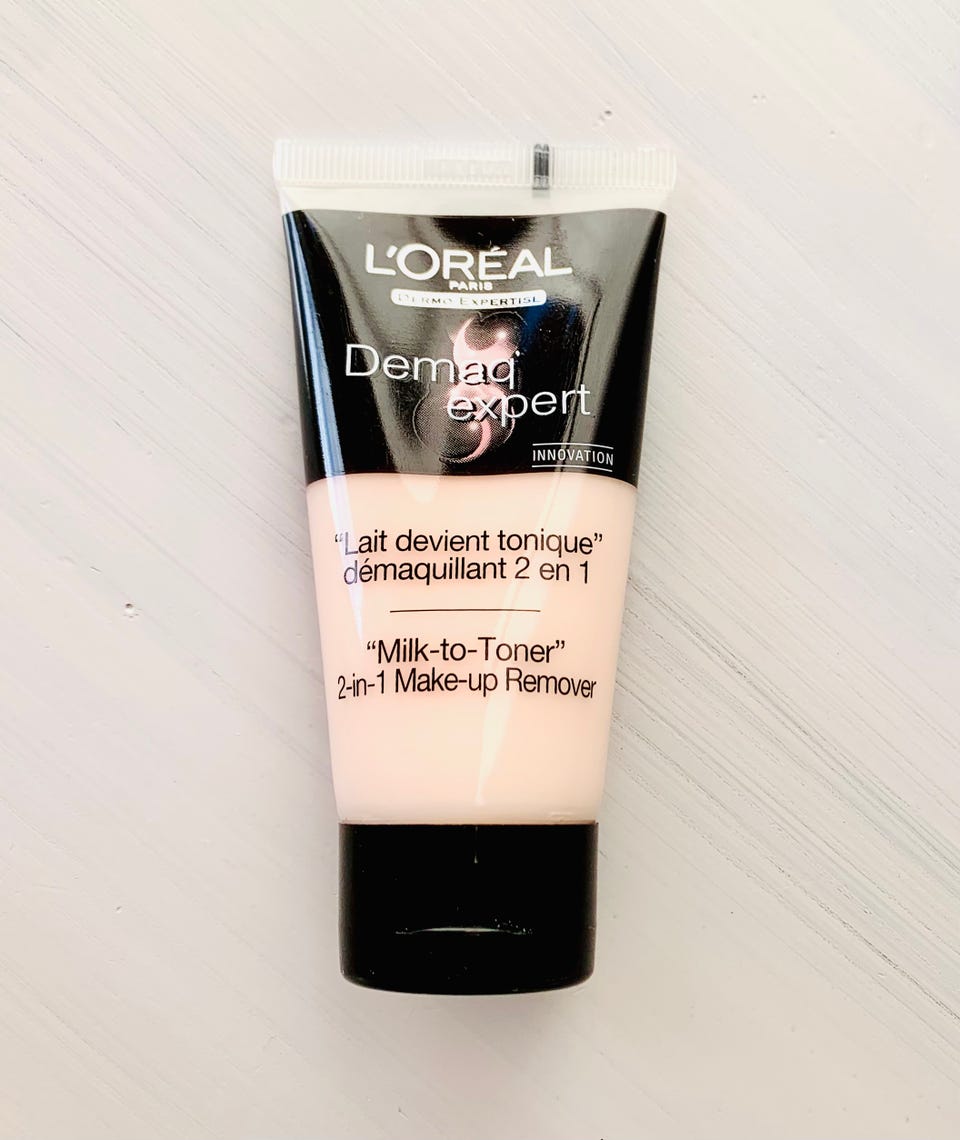 L'ORÉAL
PARIS
DERMO-EXPERTISE
Demaq'
expert
INNOVATION
“Lait devient tonique”
démaquillant 2 en 1
“Milk-to-Toner”
2-in-1 Make-up Remover